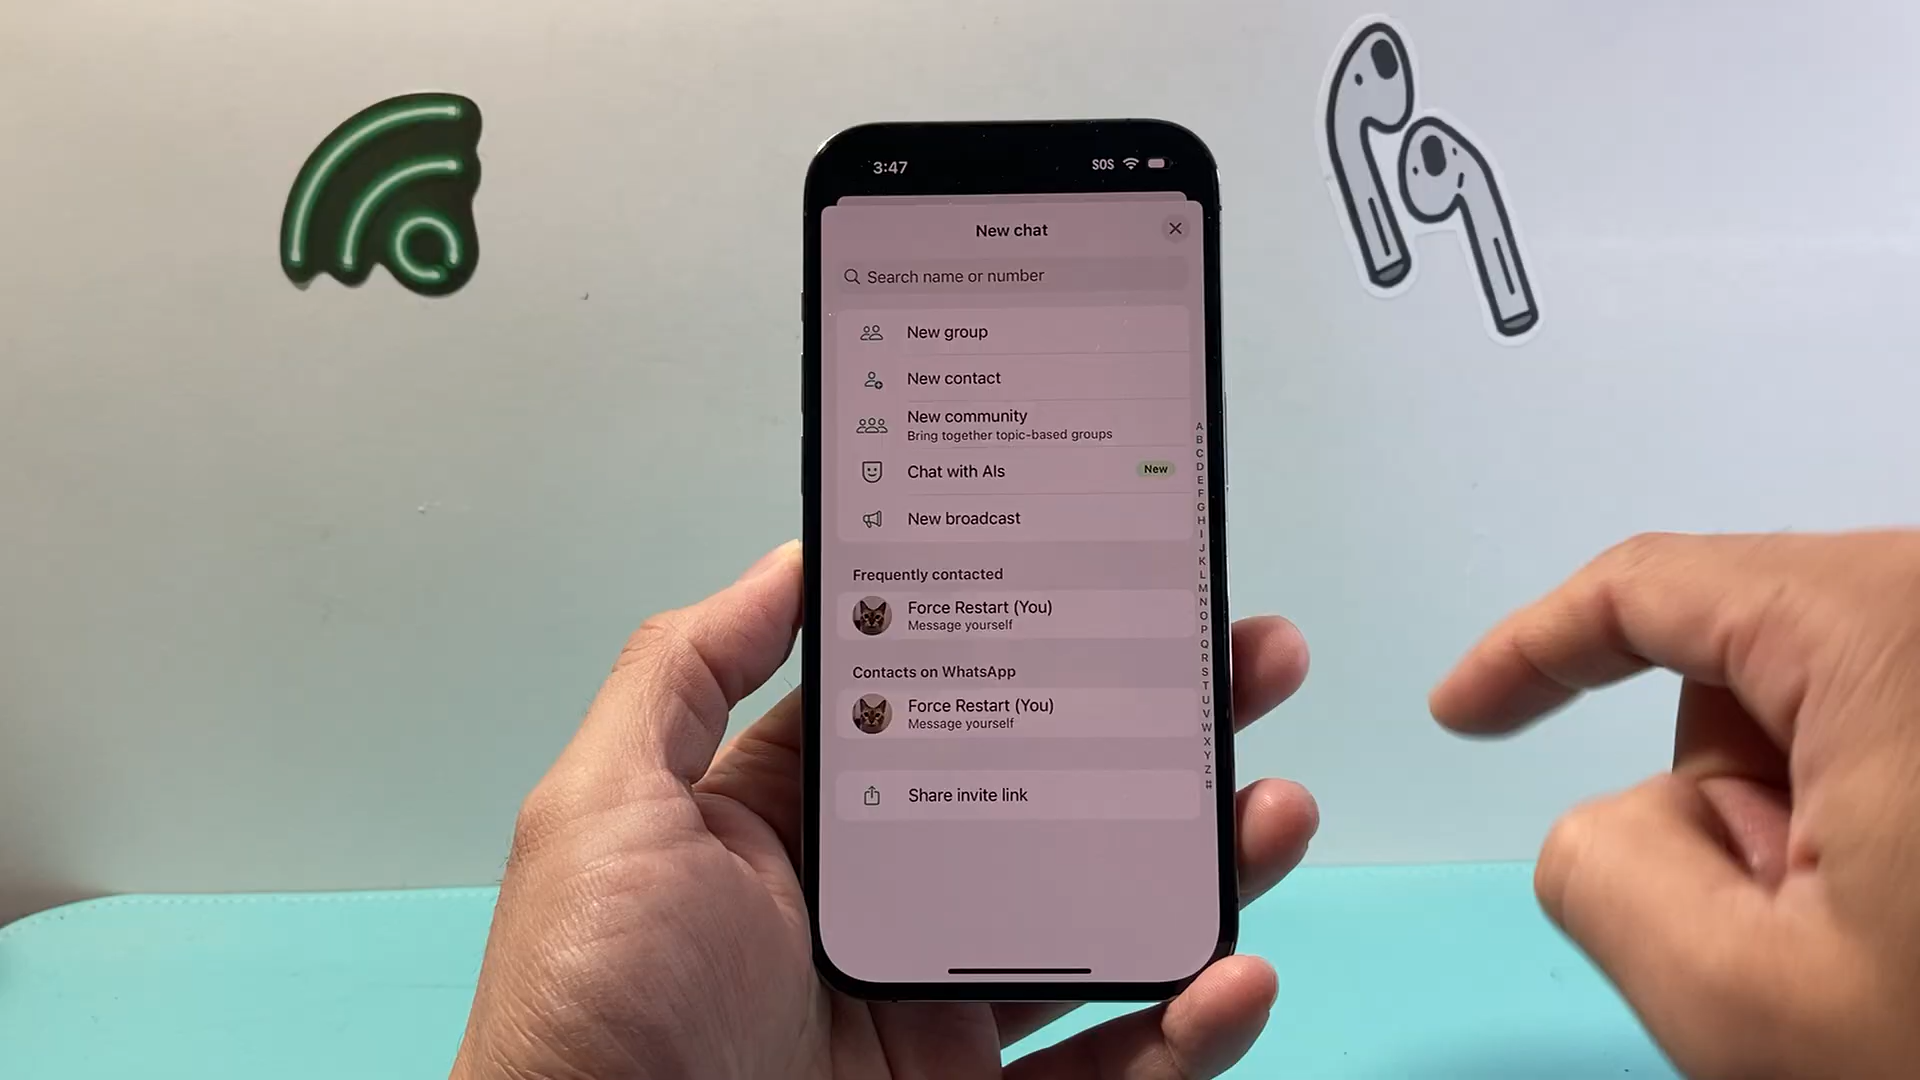 3:47
SOS
New chat
Search name or number
New group
New contact
New community
Bring together topic-based groups
Chat with AIs
New
New broadcast
Frequently contacted
Force Restart (You)
Message yourself
Contacts on WhatsApp
Force Restart (You)
Message yourself
Share invite link
A
B
C
D
E
F
G
H
I
J
K
L
M
N
O
P
Q
R
S
T
U
V
W
X
Y
Z
#